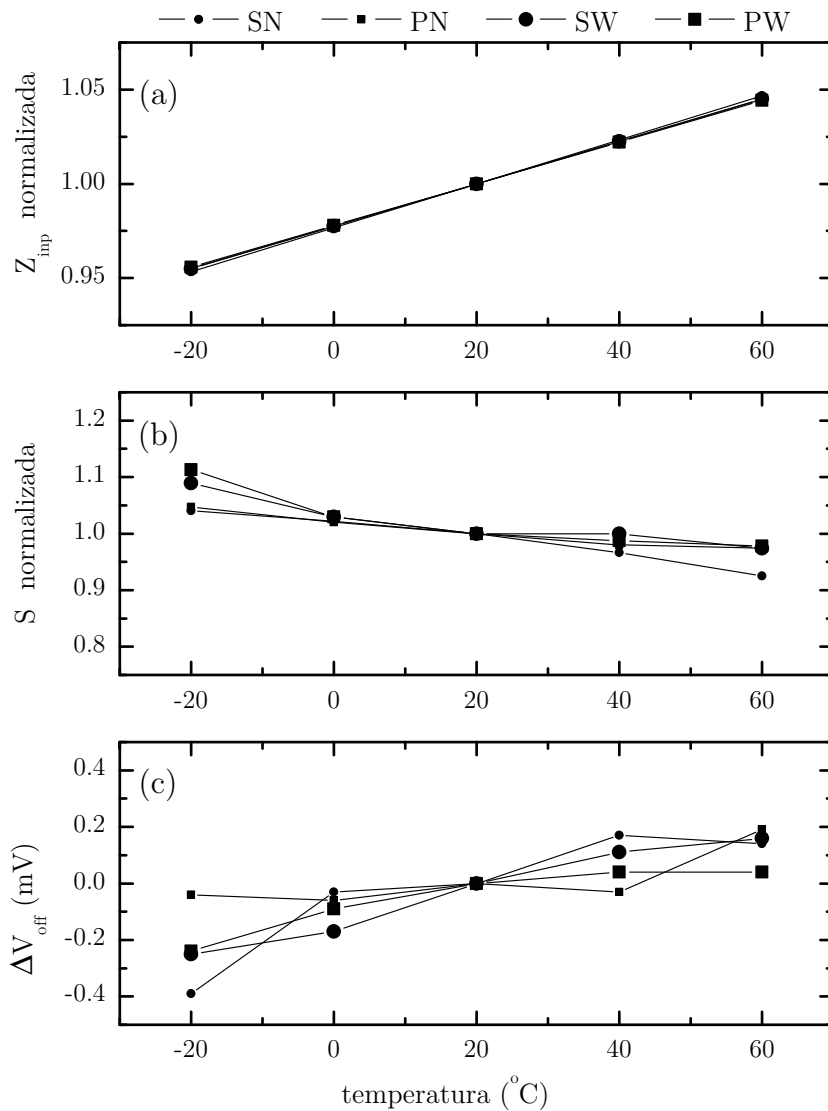 SN PN SW PW
(a)
Z_inp normalizada
1.05
1.00
0.95
-20 0 20 40 60
(b)
S normalizada
1.2
1.1
1.0
0.9
0.8
-20 0 20 40 60
(c)
ΔV_off (mV)
0.4
0.2
0.0
-0.2
-0.4
-20 0 20 40 60
temperatura (°C)